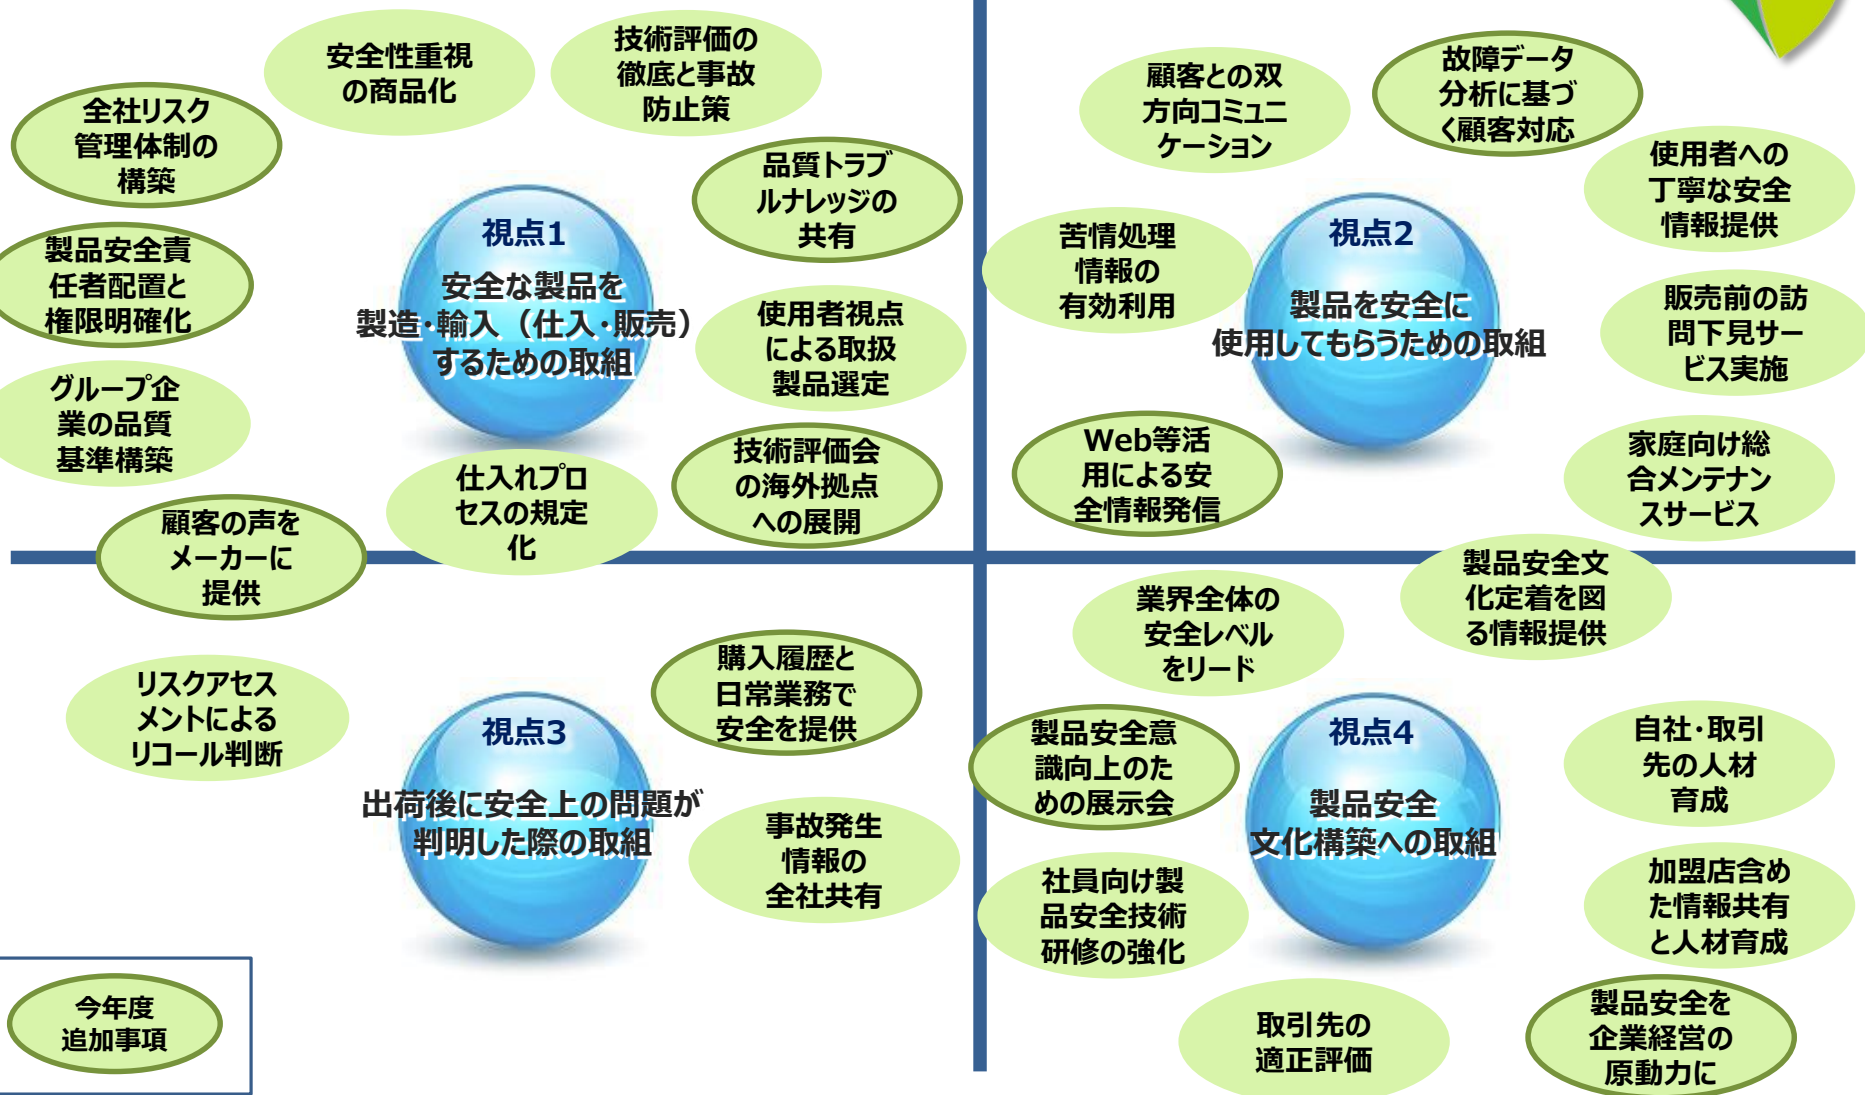 安全性重視
の商品化
技術評価の
徹底と事故
防止策
全社リスク
管理体制の
構築
品質トラブ
ルナレッジの
共有
製品安全責
任者配置と
権限明確化
視点1
安全な製品を
製造・輸入（仕入・販売）
するための取組
使用者視点
による取扱
製品選定
グループ企
業の品質
基準構築
仕入れプロ
セスの規定
化
技術評価会
の海外拠点
への展開
顧客の声を
メーカーに
提供
顧客との双
方向コミュニ
ケーション
故障データ
分析に基づ
く顧客対応
使用者への
丁寧な安全
情報提供
苦情処理
情報の
有効利用
視点2
製品を安全に
使用してもらうための取組
販売前の訪
問下見サー
ビス実施
Web等活
用による安
全情報発信
家庭向け総
合メンテナン
スサービス
リスクアセス
メントによる
リコール判断
購入履歴と
日常業務で
安全を提供
視点3
出荷後に安全上の問題が
判明した際の取組
事故発生
情報の
全社共有
業界全体の
安全レベル
をリード
製品安全文
化定着を図
る情報提供
製品安全意
識向上のた
めの展示会
視点4
製品安全
文化構築への取組
自社・取引
先の人材
育成
社員向け製
品安全技術
研修の強化
加盟店含め
た情報共有
と人材育成
取引先の
適正評価
製品安全を
企業経営の
原動力に
今年度
追加事項